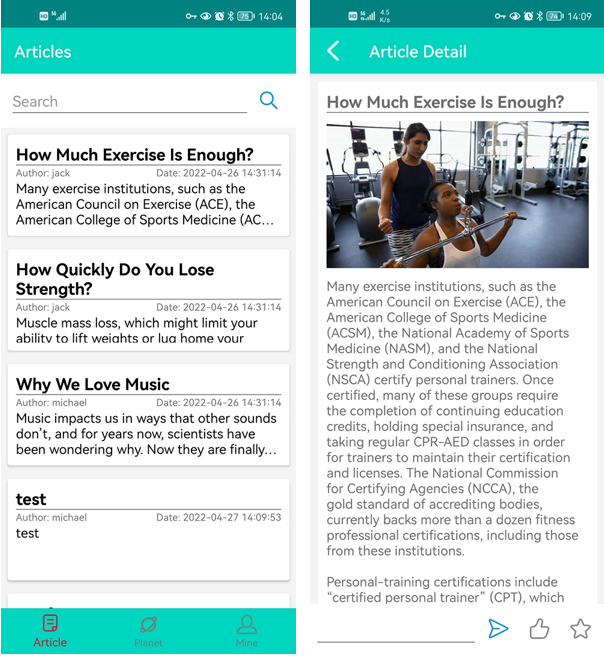 HD 5G 75 14:04
Articles
Search
How Much Exercise Is Enough?
Author: jack Date: 2022-04-26 14:31:14
Many exercise institutions, such as the
American Council on Exercise (ACE), the
American College of Sports Medicine (AC...
How Quickly Do You Lose
Strength?
Author: jack Date: 2022-04-26 14:31:14
Muscle mass loss, which might limit your
ability to lift weights or lug home your
Why We Love Music
Author: michael Date: 2022-04-26 14:31:14
Music impacts us in ways that other sounds
don't, and for years now, scientists have
been wondering why. Now they are finally...
test
Author: michael Date: 2022-04-27 14:09:53
test
Article Planet Mine
HD 5G 4.5 K/s 74 14:09
Article Detail
How Much Exercise Is Enough?
Many exercise institutions, such as the
American Council on Exercise (ACE), the
American College of Sports Medicine
(ACSM), the National Academy of Sports
Medicine (NASM), and the National
Strength and Conditioning Association
(NSCA) certify personal trainers. Once
certified, many of these groups require
the completion of continuing education
credits, holding special insurance, and
taking regular CPR-AED classes in order
for trainers to maintain their certification
and licenses. The National Commission
for Certifying Agencies (NCCA), the
gold standard of accrediting bodies,
currently backs more than a dozen fitness
professional certifications, including those
from these institutions.
Personal-training certifications include
“certified personal trainer” (CPT), which